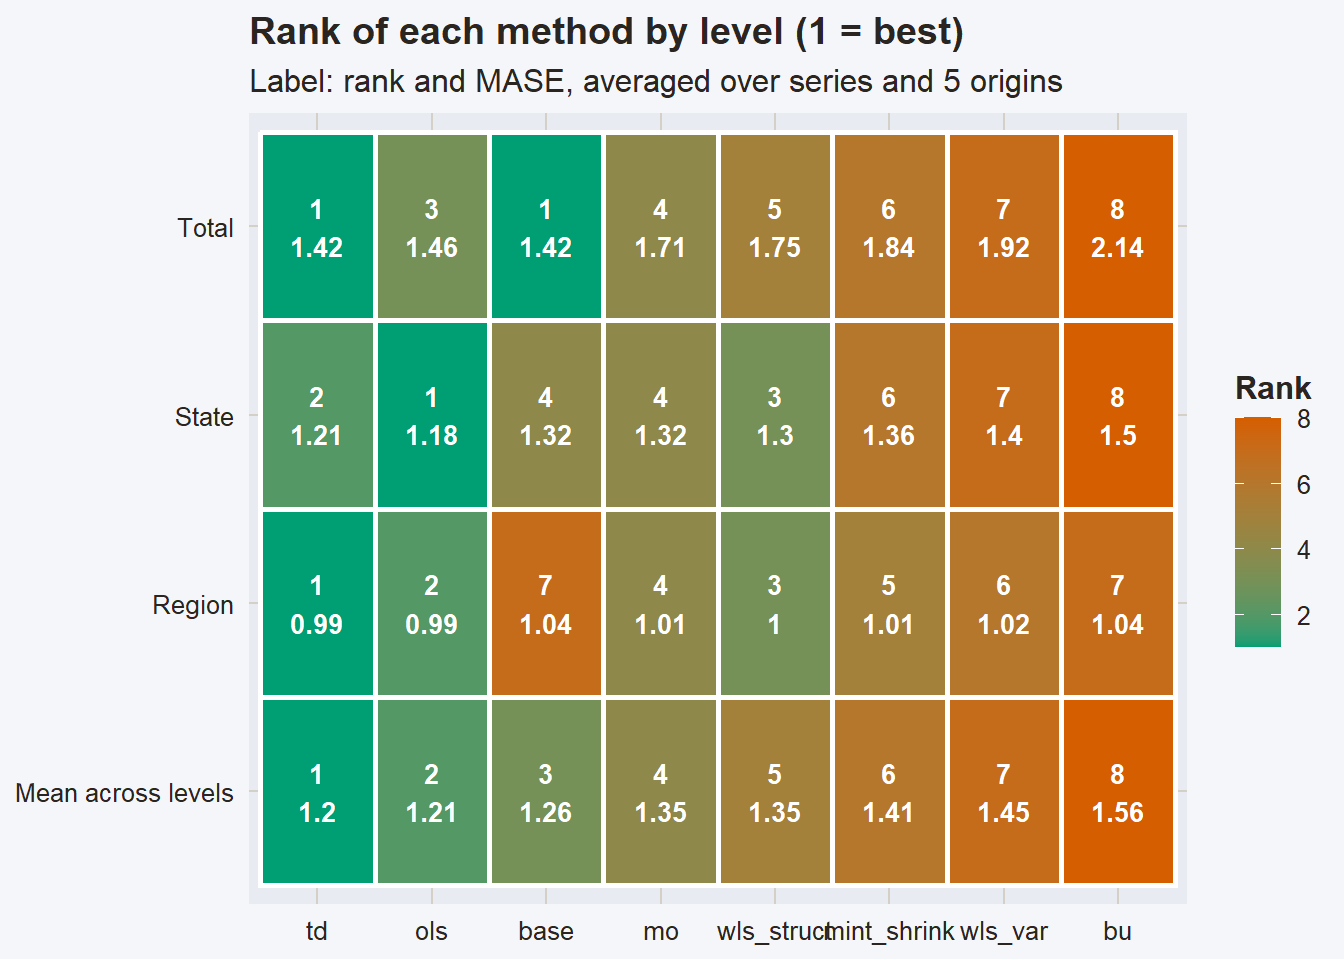 Rank of each method by level (1 = best)
Label: rank and MASE, averaged over series and 5 origins
Total
1 3 1 4 5 6 7 8
1.42 1.46 1.42 1.71 1.75 1.84 1.92 2.14
State
2 1 4 4 3 6 7 8
1.21 1.18 1.32 1.32 1.3 1.36 1.4 1.5
Region
1 2 7 4 3 5 6 7
0.99 0.99 1.04 1.01 1 1.01 1.02 1.04
Mean across levels
1 2 3 4 5 6 7 8
1.2 1.21 1.26 1.35 1.35 1.41 1.45 1.56
td ols base mo wls_struct mint_shrink wls_var bu
Rank
8
6
4
2